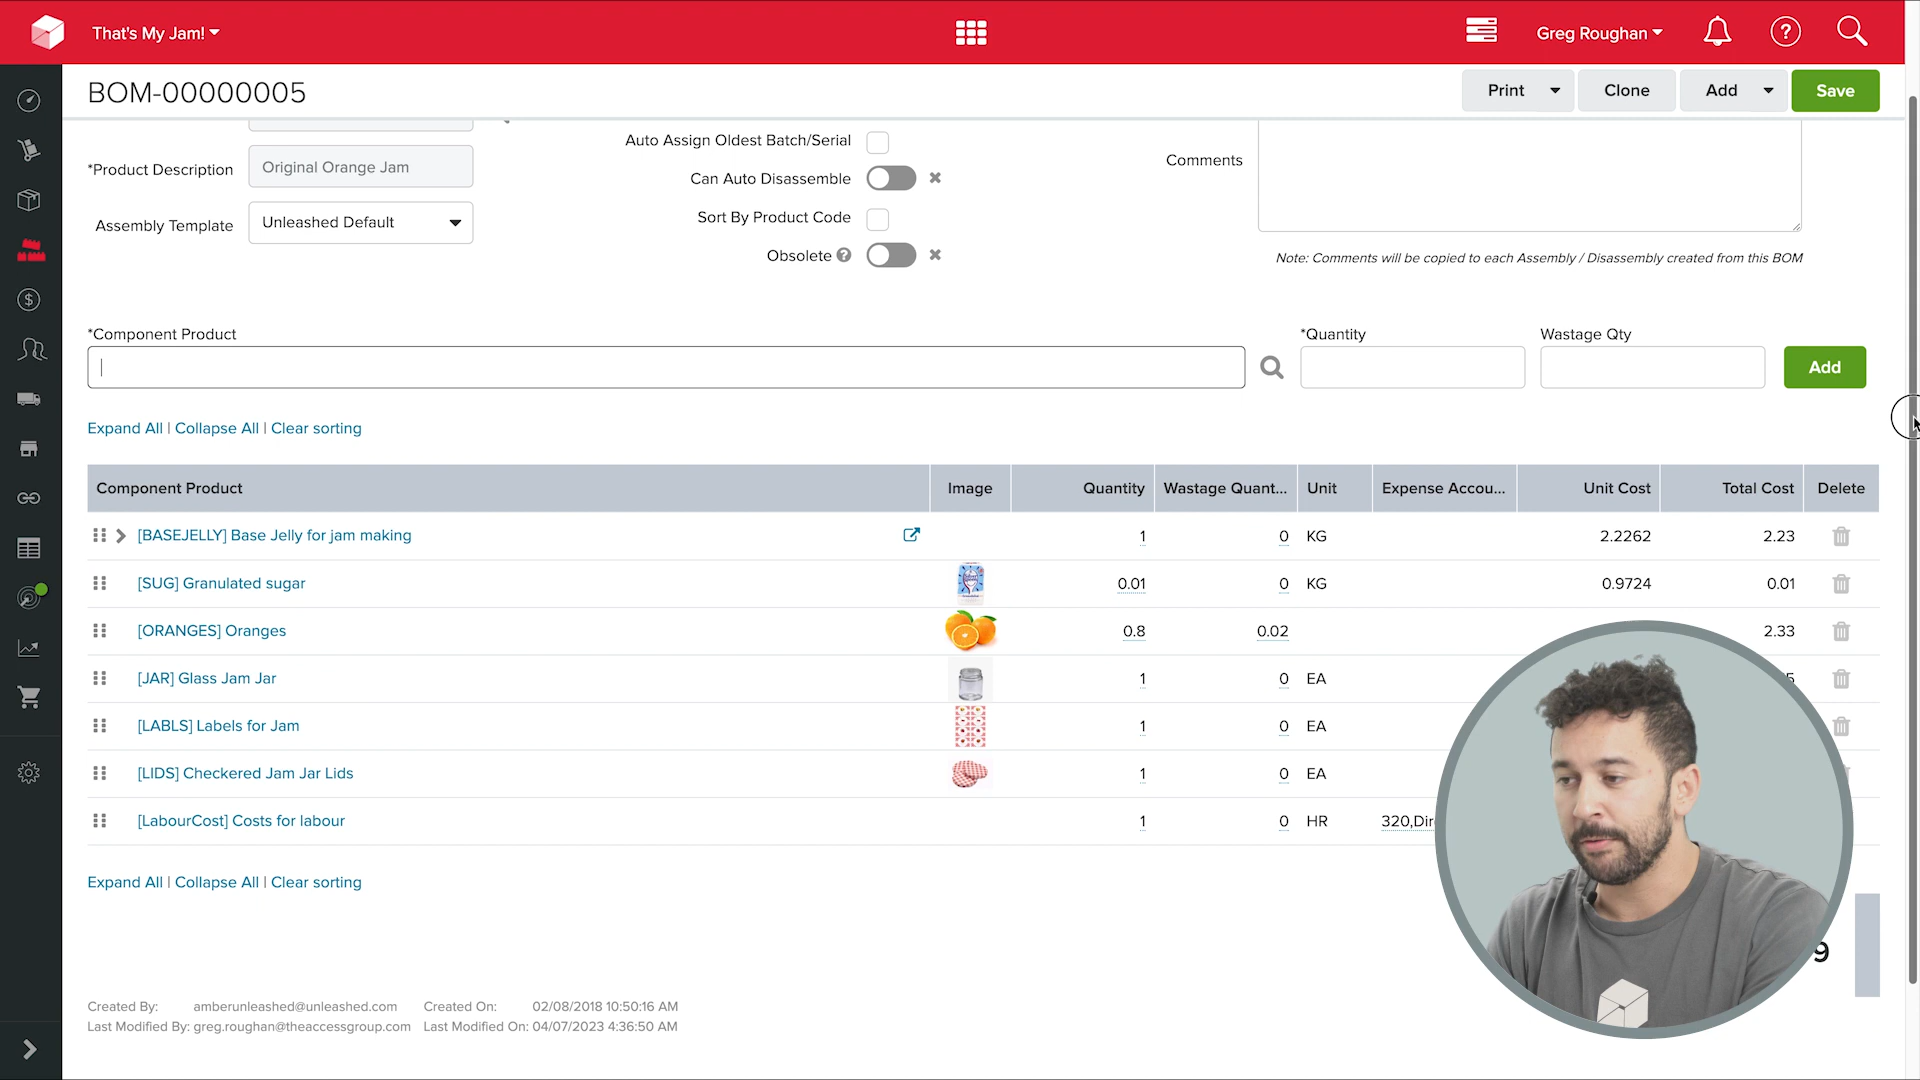 That's My Jam!
Greg Roughan
BOM-00000005
Print
Clone
Add
Save
*Product Description
Original Orange Jam
Assembly Template
Unleashed Default
Auto Assign Oldest Batch/Serial
Can Auto Disassemble
Sort By Product Code
Obsolete
Comments
Note: Comments will be copied to each Assembly / Disassembly created from this BOM
*Component Product
*Quantity
Wastage Qty
Add
Expand All | Collapse All | Clear sorting
Component Product Image Quantity Wastage Quant... Unit Expense Accou... Unit Cost Total Cost Delete
[BASEJELLY] Base Jelly for jam making 1 0 KG 2.2262 2.23
[SUG] Granulated sugar 0.01 0 KG 0.9724 0.01
[ORANGES] Oranges 0.8 0.02 2.33
[JAR] Glass Jam Jar 1 0 EA 5
[LABLS] Labels for Jam 1 0 EA
[LIDS] Checkered Jam Jar Lids 1 0 EA
[LabourCost] Costs for labour 1 0 HR 320,Dir
Expand All | Collapse All | Clear sorting
9
Created By: amberunleashed@unleashed.com Created On: 02/08/2018 10:50:16 AM
Last Modified By: greg.roughan@theaccessgroup.com Last Modified On: 04/07/2023 4:36:50 AM